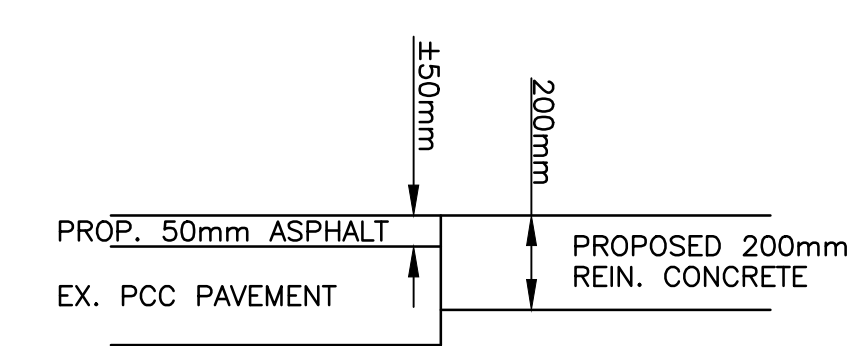 ±50mm
200mm
PROP. 50mm ASPHALT
PROPOSED 200mm
REIN. CONCRETE
EX. PCC PAVEMENT